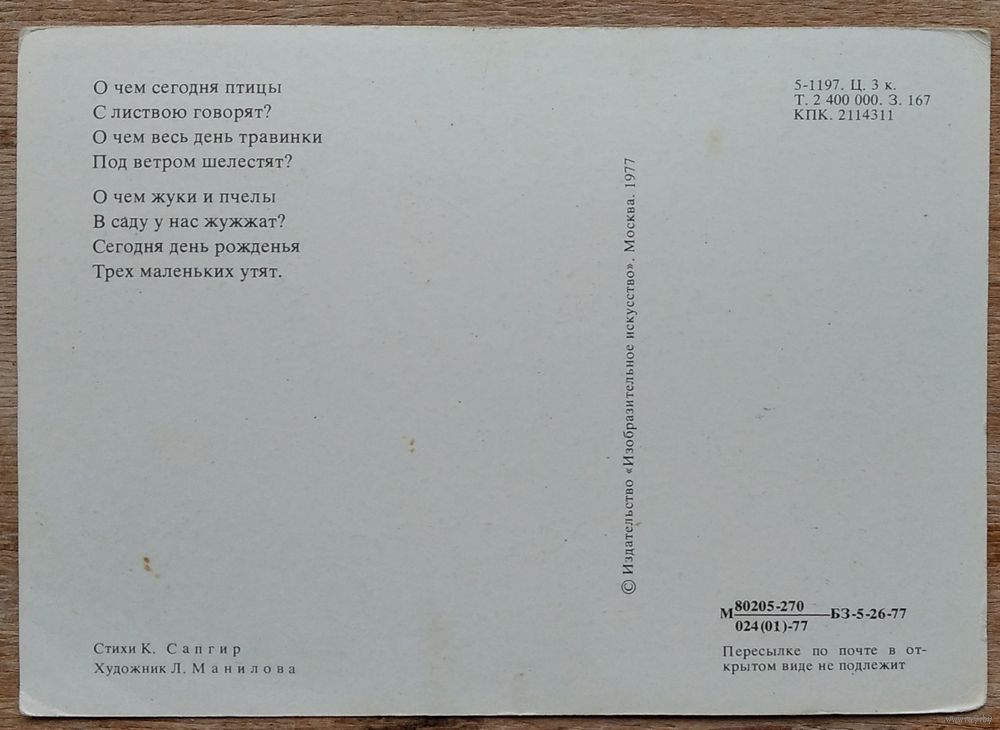 О чем сегодня птицы
С листвою говорят?
О чем весь день травинки
Под ветром шелестят?
О чем жуки и пчелы
В саду у нас жужжат?
Сегодня день рожденья
Трех маленьких утят.
Стихи К. Сапгир
Художник Л. Манилова
© Издательство «Изобразительное искусство». Москва. 1977
5-1197. Ц. 3 к.
Т. 2 400 000. З. 167
КПК. 2114311
М 80205-270 БЗ-5-26-77
024(01)-77
Пересылке по почте в от-
крытом виде не подлежит